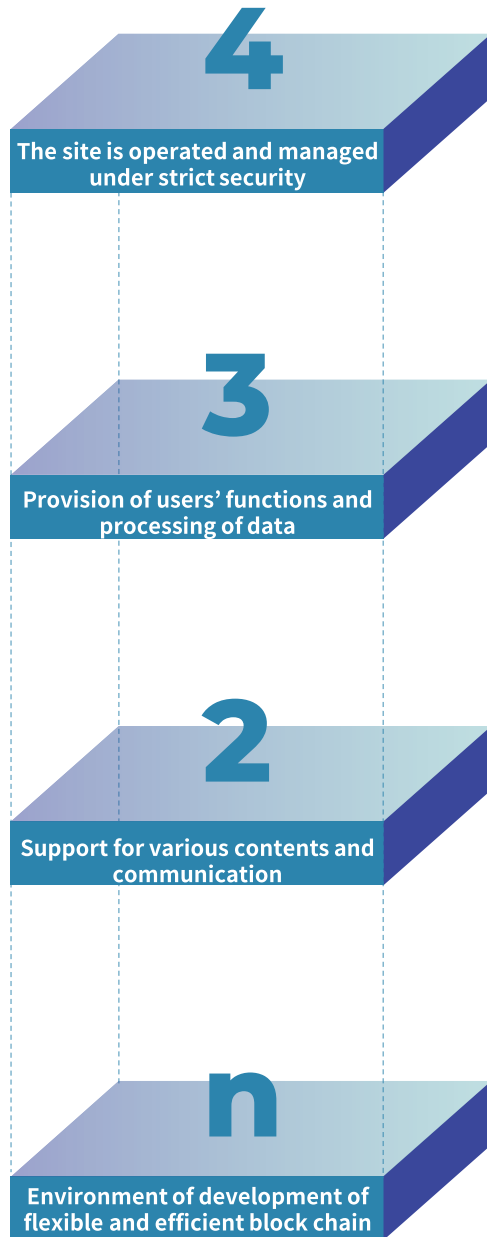 4
The site is operated and managed
under strict security
3
Provision of users’ functions and
processing of data
2
Support for various contents and
communication
n
Environment of development of
flexible and efficient block chain